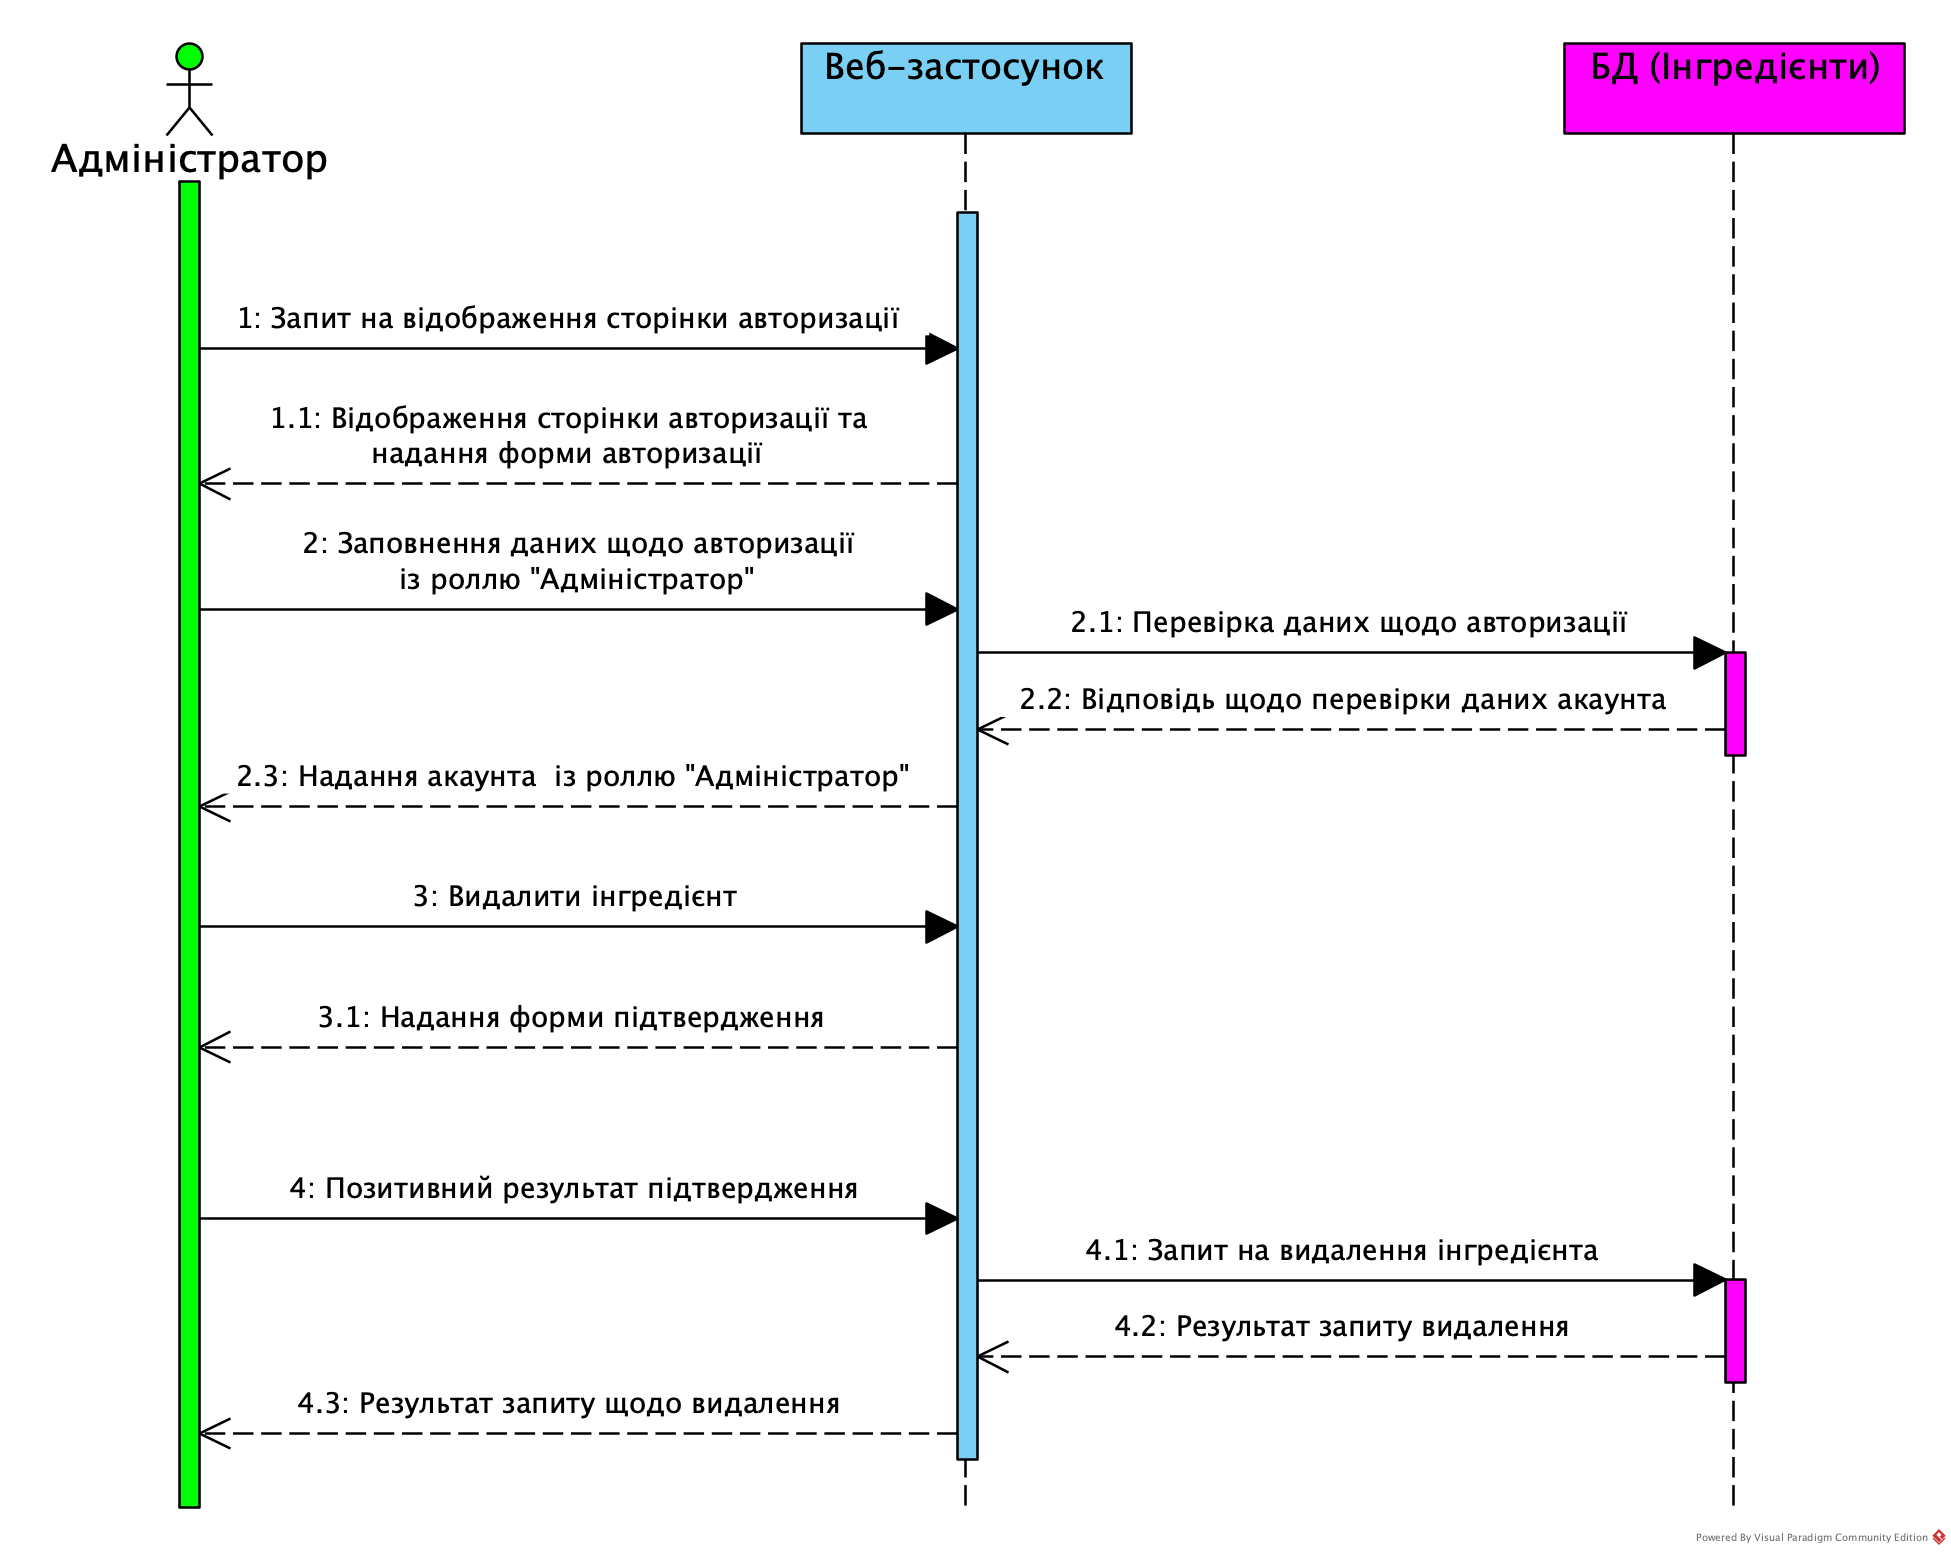 Веб-застосунок
БД (Інгредієнти)
Адміністратор
1: Запит на відображення сторінки авторизації
1.1: Відображення сторінки авторизації та
надання форми авторизації
2: Заповнення даних щодо авторизації
із роллю "Адміністратор"
2.1: Перевірка даних щодо авторизації
2.2: Відповідь щодо перевірки даних акаунта
2.3: Надання акаунта  із роллю "Адміністратор"
3: Видалити інгредієнт
3.1: Надання форми підтвердження
4: Позитивний результат підтвердження
4.1: Запит на видалення інгредієнта
4.2: Результат запиту видалення
4.3: Результат запиту щодо видалення
Powered By Visual Paradigm Community Edition